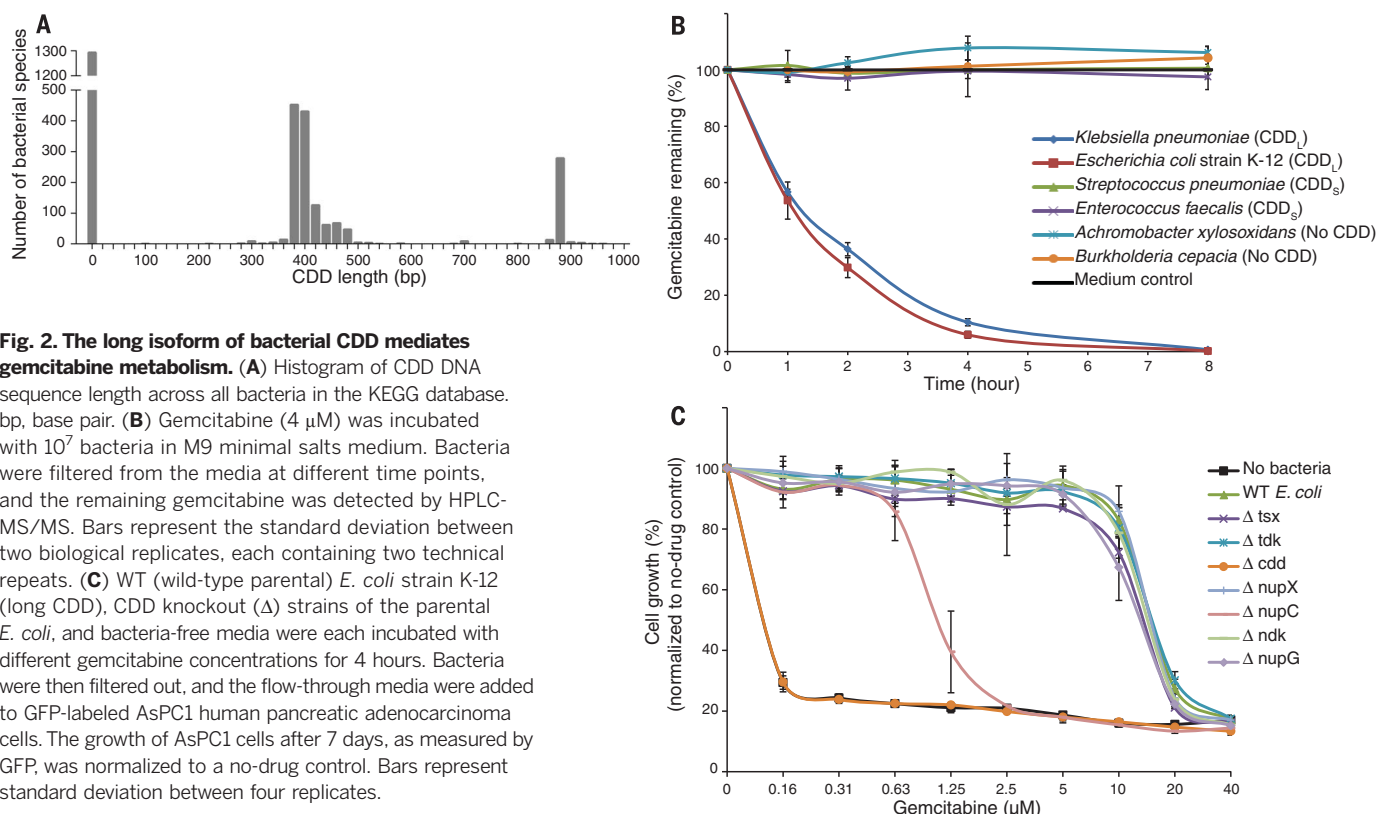 A
Number of bacterial species
1300
1200
500
400
300
200
100
0
0 100 200 300 400 500 600 700 800 900 1000
CDD length (bp)
Fig. 2. The long isoform of bacterial CDD mediates
gemcitabine metabolism. (A) Histogram of CDD DNA
sequence length across all bacteria in the KEGG database.
bp, base pair. (B) Gemcitabine (4 μM) was incubated
with 10⁷ bacteria in M9 minimal salts medium. Bacteria
were filtered from the media at different time points,
and the remaining gemcitabine was detected by HPLC-
MS/MS. Bars represent the standard deviation between
two biological replicates, each containing two technical
repeats. (C) WT (wild-type parental) E. coli strain K-12
(long CDD), CDD knockout (Δ) strains of the parental
E. coli, and bacteria-free media were each incubated with
different gemcitabine concentrations for 4 hours. Bacteria
were then filtered out, and the flow-through media were added
to GFP-labeled AsPC1 human pancreatic adenocarcinoma
cells. The growth of AsPC1 cells after 7 days, as measured by
GFP, was normalized to a no-drug control. Bars represent
standard deviation between four replicates.
B
Gemcitabine remaining (%)
100
80
60
40
20
0
0 1 2 3 4 5 6 7 8
Time (hour)
Klebsiella pneumoniae (CDD_L)
Escherichia coli strain K-12 (CDD_L)
Streptococcus pneumoniae (CDD_S)
Enterococcus faecalis (CDD_S)
Achromobacter xylosoxidans (No CDD)
Burkholderia cepacia (No CDD)
Medium control
C
Cell growth (%)
(normalized to no-drug control)
100
80
60
40
20
0
0 0.16 0.31 0.63 1.25 2.5 5 10 20 40
Gemcitabine (μM)
No bacteria
WT E. coli
Δ tsx
Δ tdk
Δ cdd
Δ nupX
Δ nupC
Δ ndk
Δ nupG